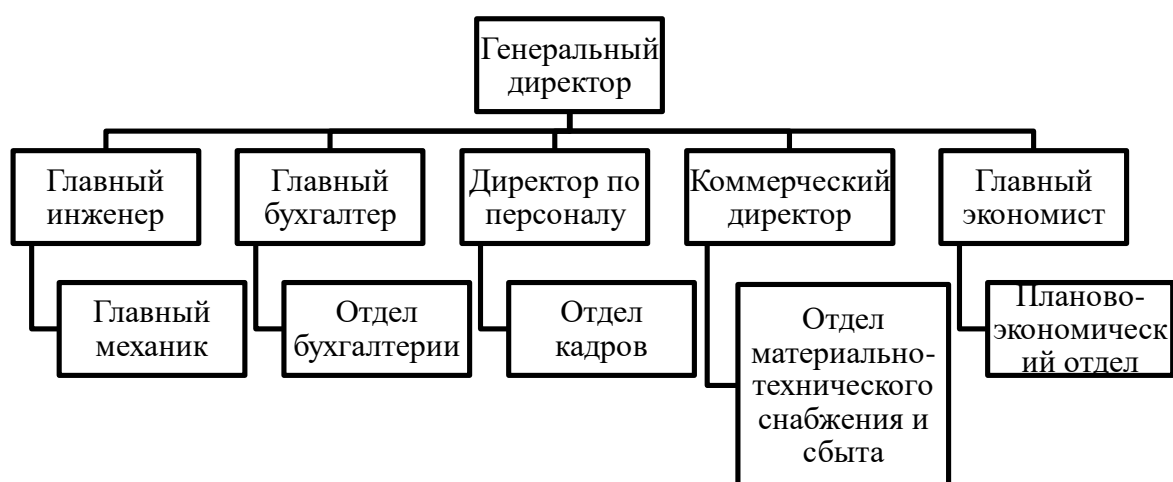 Генеральный
директор
Главный
инженер
Главный
бухгалтер
Директор по
персоналу
Коммерческий
директор
Главный
экономист
Главный
механик
Отдел
бухгалтерии
Отдел
кадров
Отдел
материально-
технического
снабжения и
сбыта
Планово-
экономическ
ий отдел